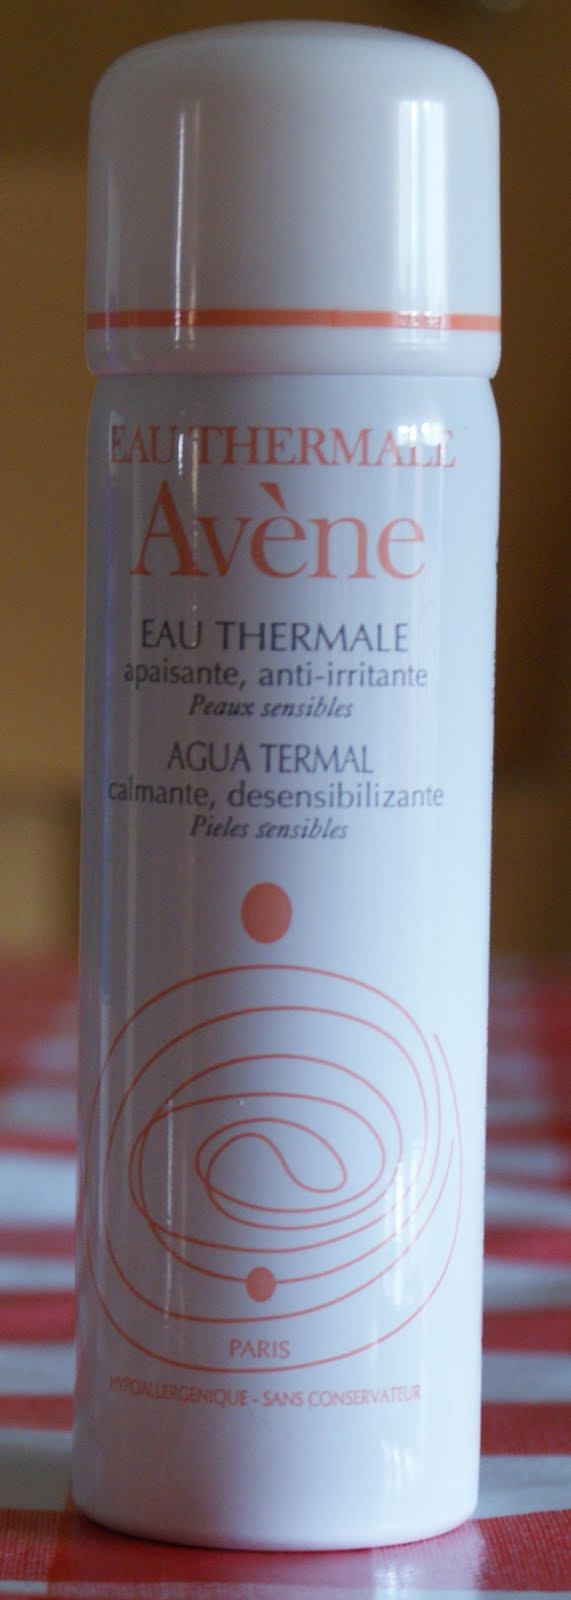 EAU THERMALE
Avène
EAU THERMALE
apaisante, anti-irritante
Peaux sensibles
AGUA TERMAL
calmante, desensibilizante
Pieles sensibles
PARIS
HYPOALLERGENIQUE - SANS CONSERVATEUR